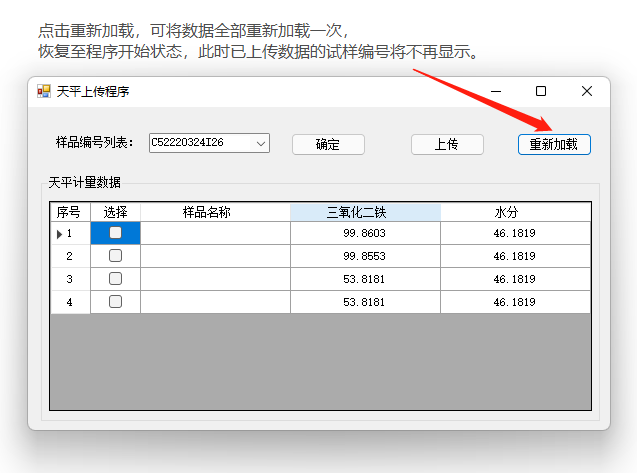 点击重新加载，可将数据全部重新加载一次，
恢复至程序开始状态，此时已上传数据的试样编号将不再显示。
天平上传程序
样品编号列表： C52220324I26 确定 上传 重新加载
天平计量数据
序号 选择 样品名称 三氧化二铁 水分
1 99.8603 46.1819
2 99.8553 46.1819
3 53.8181 46.1819
4 53.8181 46.1819